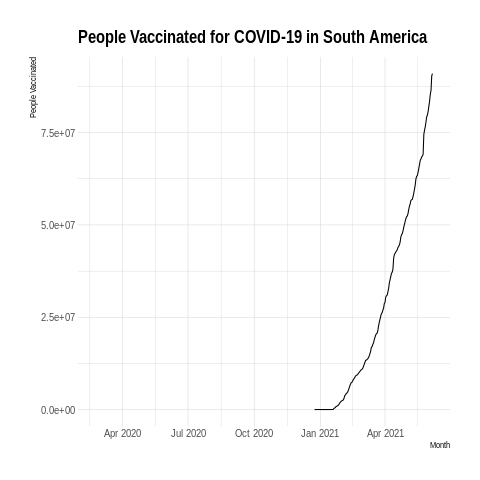 People Vaccinated for COVID-19 in South America
People Vaccinated
7.5e+07
5.0e+07
2.5e+07
0.0e+00
Apr 2020 Jul 2020 Oct 2020 Jan 2021 Apr 2021
Month